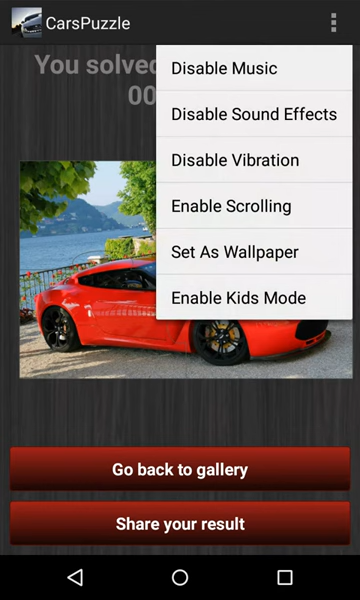 CarsPuzzle
You solved
00
Disable Music
Disable Sound Effects
Disable Vibration
Enable Scrolling
Set As Wallpaper
Enable Kids Mode
Go back to gallery
Share your result